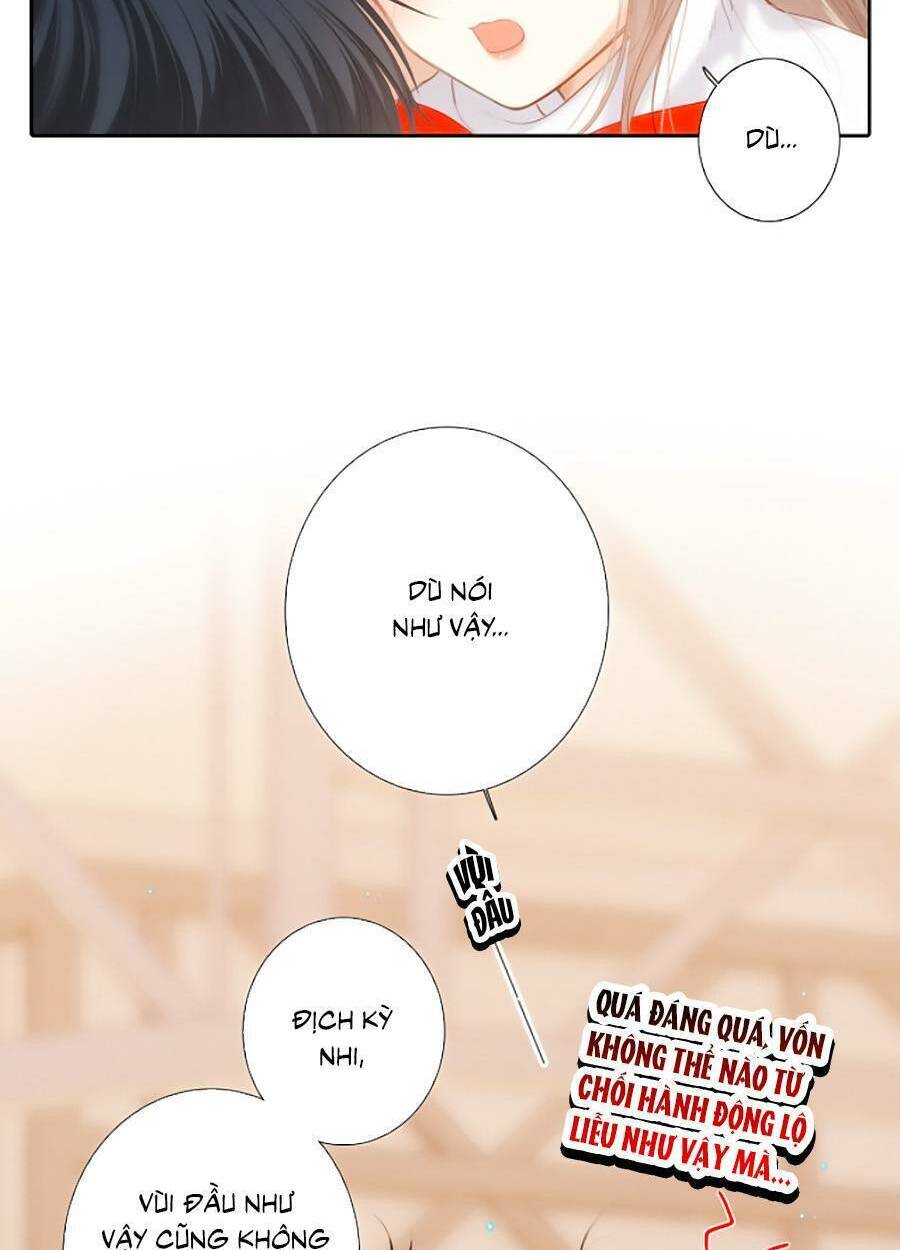 DÙ...
DÙ NÓI
NHƯ VẬY...
VÙI
ĐẦU
ĐỊCH KỲ
NHI,
QUÁ ĐÁNG QUÁ, VỐN
KHÔNG THỂ NÀO TỪ
CHỐI HÀNH ĐỘNG LỘ
LIỄU NHƯ VẬY MÀ...
VÙI ĐẦU NHƯ
VẬY CŨNG KHÔNG